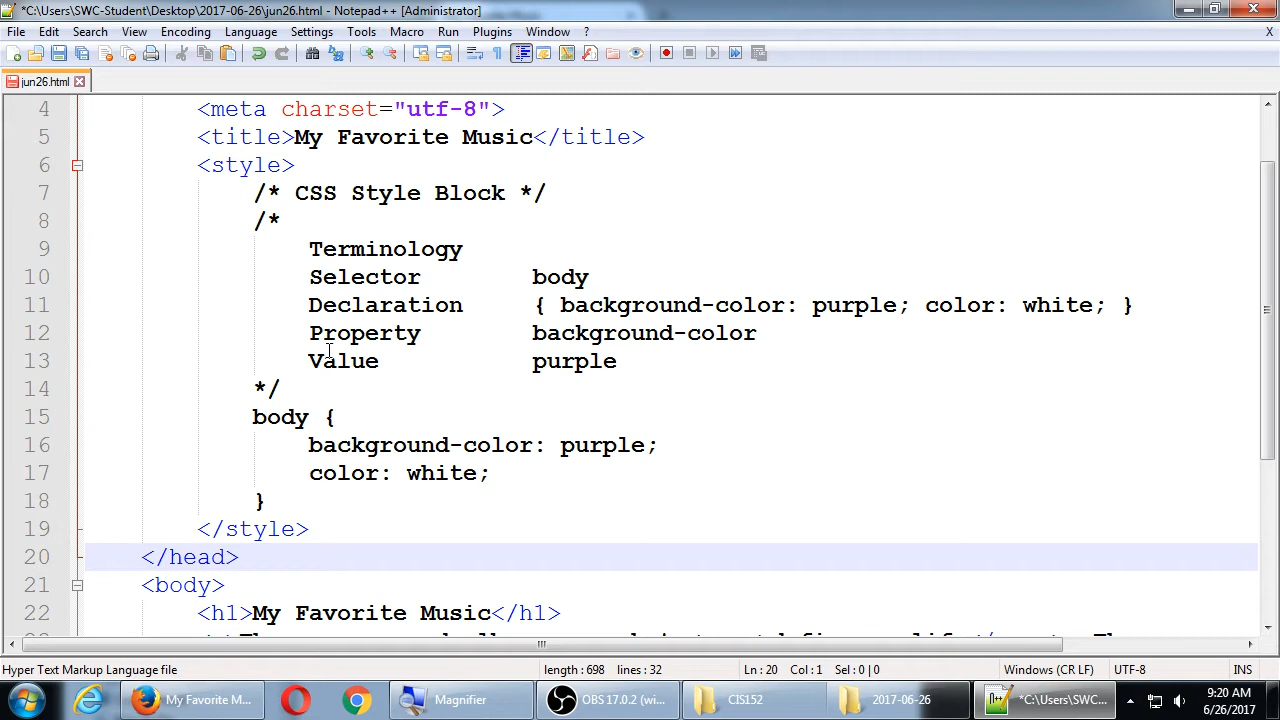 *C:\Users\SWC-Student\Desktop\2017-06-26\jun26.html - Notepad++ [Administrator]
File Edit Search View Encoding Language Settings Tools Macro Run Plugins Window ? X
jun26.html
4 <meta charset="utf-8">
5 <title>My Favorite Music</title>
6 <style>
7 /* CSS Style Block */
8 /*
9 Terminology
10 Selector body
11 Declaration { background-color: purple; color: white; }
12 Property background-color
13 Value purple
14 */
15 body {
16 background-color: purple;
17 color: white;
18 }
19 </style>
20 </head>
21 <body>
22 <h1>My Favorite Music</h1>
Hyper Text Markup Language file length : 698 lines : 32 Ln : 20 Col : 1 Sel : 0 | 0 Windows (CR LF) UTF-8 INS
My Favorite M... Magnifier OBS 17.0.2 (wi... CIS152 2017-06-26 *C:\Users\SWC... 9:20 AM
6/26/2017